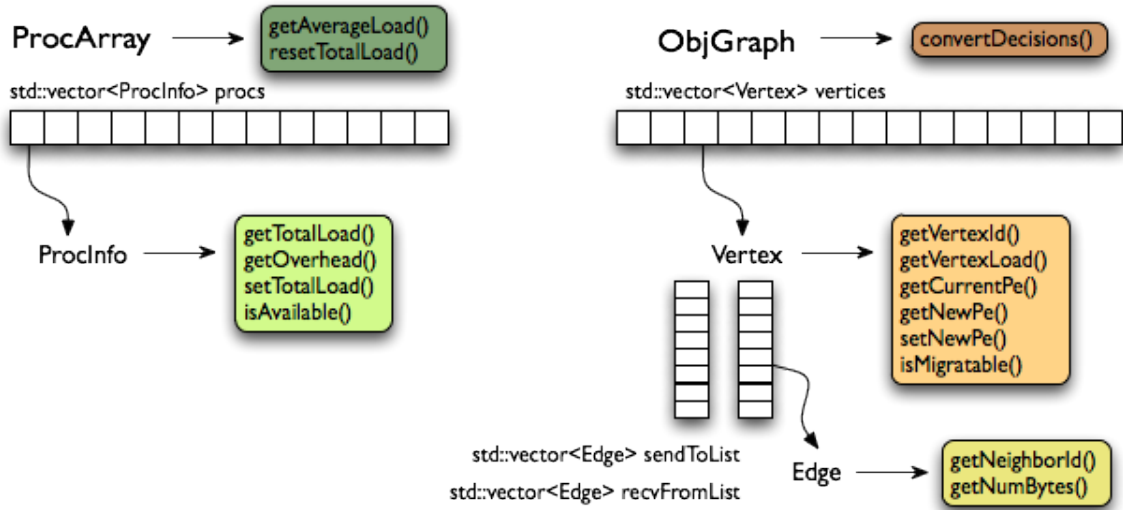 ProcArray
getAverageLoad()
resetTotalLoad()
std::vector<ProcInfo> procs
ProcInfo
getTotalLoad()
getOverhead()
setTotalLoad()
isAvailable()
ObjGraph
convertDecisions()
std::vector<Vertex> vertices
Vertex
getVertexId()
getVertexLoad()
getCurrentPe()
getNewPe()
setNewPe()
isMigratable()
std::vector<Edge> sendToList
std::vector<Edge> recvFromList
Edge
getNeighborId()
getNumBytes()